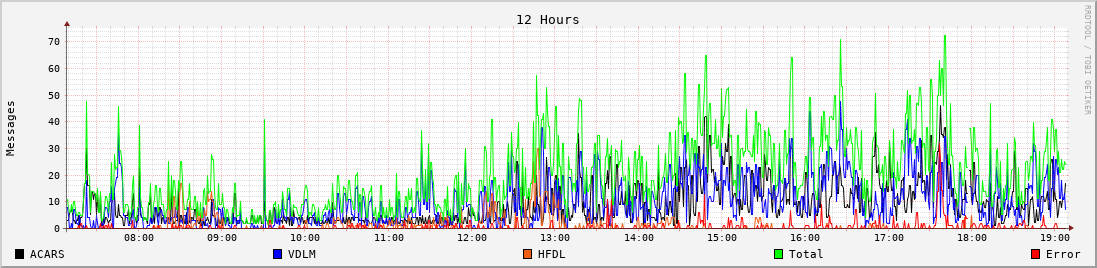 12 Hours
RRDTOOL / TOBI OETIKER
Messages
70
60
50
40
30
20
10
0
08:00 09:00 10:00 11:00 12:00 13:00 14:00 15:00 16:00 17:00 18:00 19:00
ACARS VDLM HFDL Total Error